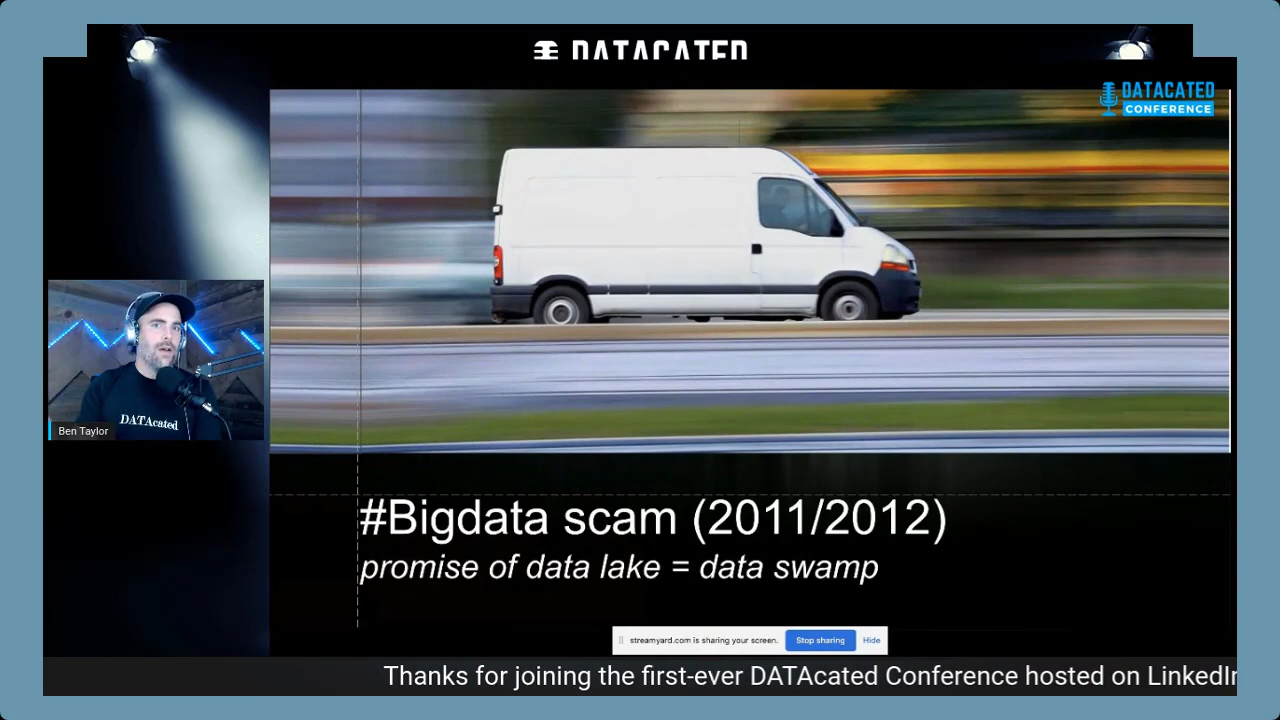 DATACATED
DATACATED
CONFERENCE
DATAcated
Ben Taylor
#Bigdata scam (2011/2012)
promise of data lake = data swamp
streamyard.com is sharing your screen.
Stop sharing
Hide
Thanks for joining the first-ever DATAcated Conference hosted on LinkedIn